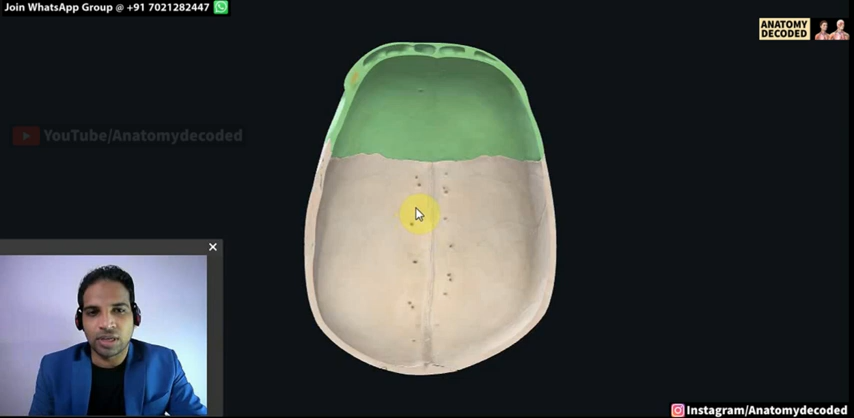 Join WhatsApp Group @ +91 7021282447
ANATOMY
DECODED
YouTube/Anatomydecoded
Instagram/Anatomydecoded